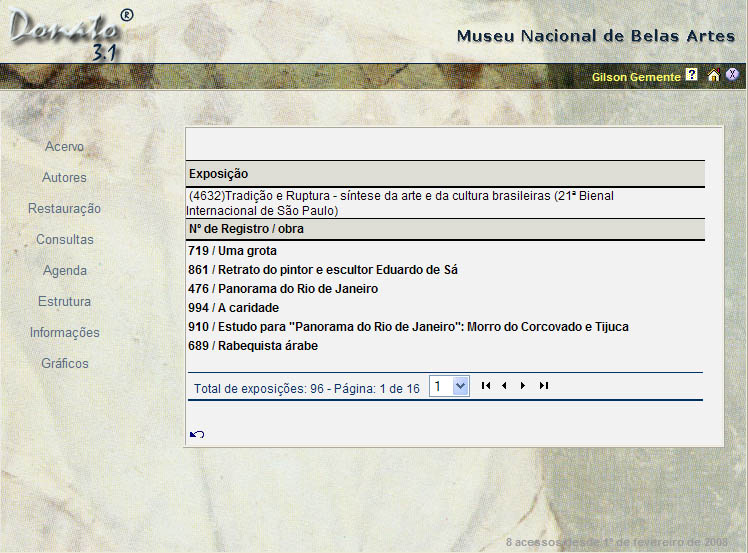 Donato ®
3.1
Museu Nacional de Belas Artes
Gilson Gemente ? X
Acervo
Autores
Restauração
Consultas
Agenda
Estrutura
Informações
Gráficos
Exposição
(4632)Tradição e Ruptura - síntese da arte e da cultura brasileiras (21ª Bienal
Internacional de São Paulo)
Nº de Registro / obra
719 / Uma grota
861 / Retrato do pintor e escultor Eduardo de Sá
476 / Panorama do Rio de Janeiro
994 / A caridade
910 / Estudo para "Panorama do Rio de Janeiro": Morro do Corcovado e Tijuca
689 / Rabequista árabe
Total de exposições: 96 - Página: 1 de 16 1
8 acessos desde 1º de fevereiro de 2008